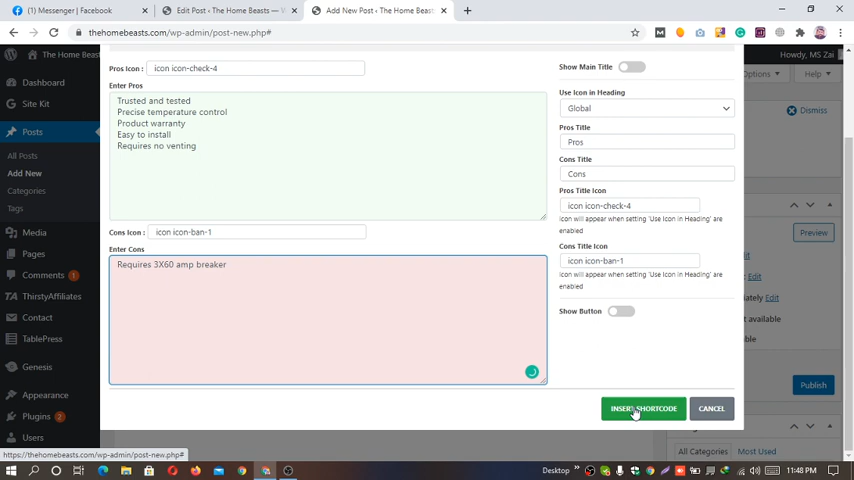 (1) Messenger | Facebook
Edit Post ‹ The Home Beasts — W
Add New Post ‹ The Home Beasts
thehomebeasts.com/wp-admin/post-new.php#
The Home Beas
Howdy, MS Zai
Dashboard
Site Kit
Posts
All Posts
Add New
Categories
Tags
Media
Pages
Comments 1
ThirstyAffiliates
Contact
TablePress
Genesis
Appearance
Plugins 2
Users
Pros Icon :
icon icon-check-4
Enter Pros
Trusted and tested
Precise temperature control
Product warranty
Easy to install
Requires no venting
Cons Icon :
icon icon-ban-1
Enter Cons
Requires 3X60 amp breaker
Show Main Title
Use Icon in Heading
Global
Pros Title
Pros
Cons Title
Cons
Pros Title Icon
icon icon-check-4
Icon will appear when setting 'Use Icon in Heading' are
enabled
Cons Title Icon
icon icon-ban-1
Icon will appear when setting 'Use Icon in Heading' are
enabled
Show Button
INSERT SHORTCODE
CANCEL
Options
Help
Dismiss
Preview
Edit
Edit
Edit
Publish
All Categories
Most Used
https://thehomebeasts.com/wp-admin/post-new.php#
Desktop
11:48 PM